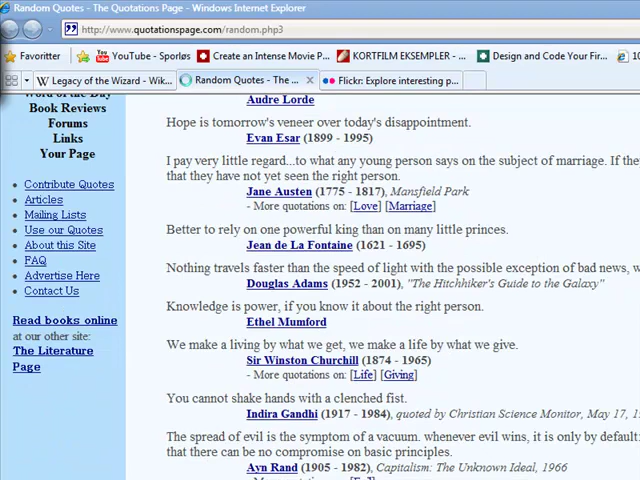 Random Quotes - The Quotations Page - Windows Internet Explorer
http://www.quotationspage.com/random.php3
Favoritter
YouTube - Sporløs
Create an Intense Movie P...
KORTFILM EKSEMPLER - ...
Design and Code Your Fir...
Legacy of the Wizard - Wik...
Random Quotes - The ...
Flickr: Explore interesting p...
Word of the Day
Book Reviews
Forums
Links
Your Page
Contribute Quotes
Articles
Mailing Lists
Use our Quotes
About this Site
FAQ
Advertise Here
Contact Us
Read books online
at our other site:
The Literature
Page
Audre Lorde
Hope is tomorrow's veneer over today's disappointment.
Evan Esar (1899 - 1995)
I pay very little regard...to what any young person says on the subject of marriage. If they
that they have not yet seen the right person.
Jane Austen (1775 - 1817), Mansfield Park
- More quotations on: [Love] [Marriage]
Better to rely on one powerful king than on many little princes.
Jean de La Fontaine (1621 - 1695)
Nothing travels faster than the speed of light with the possible exception of bad news, w
Douglas Adams (1952 - 2001), "The Hitchhiker's Guide to the Galaxy"
Knowledge is power, if you know it about the right person.
Ethel Mumford
We make a living by what we get, we make a life by what we give.
Sir Winston Churchill (1874 - 1965)
- More quotations on: [Life] [Giving]
You cannot shake hands with a clenched fist.
Indira Gandhi (1917 - 1984), quoted by Christian Science Monitor, May 17,
The spread of evil is the symptom of a vacuum. whenever evil wins, it is only by default:
that there can be no compromise on basic principles.
Ayn Rand (1905 - 1982), Capitalism: The Unknown Ideal, 1966